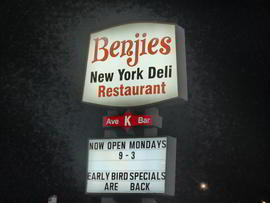 Benjies
New York Deli
Restaurant
Ave K Bar
NOW OPEN MONDAYS
9-3
EARLY BIRD SPECIALS
ARE BACK